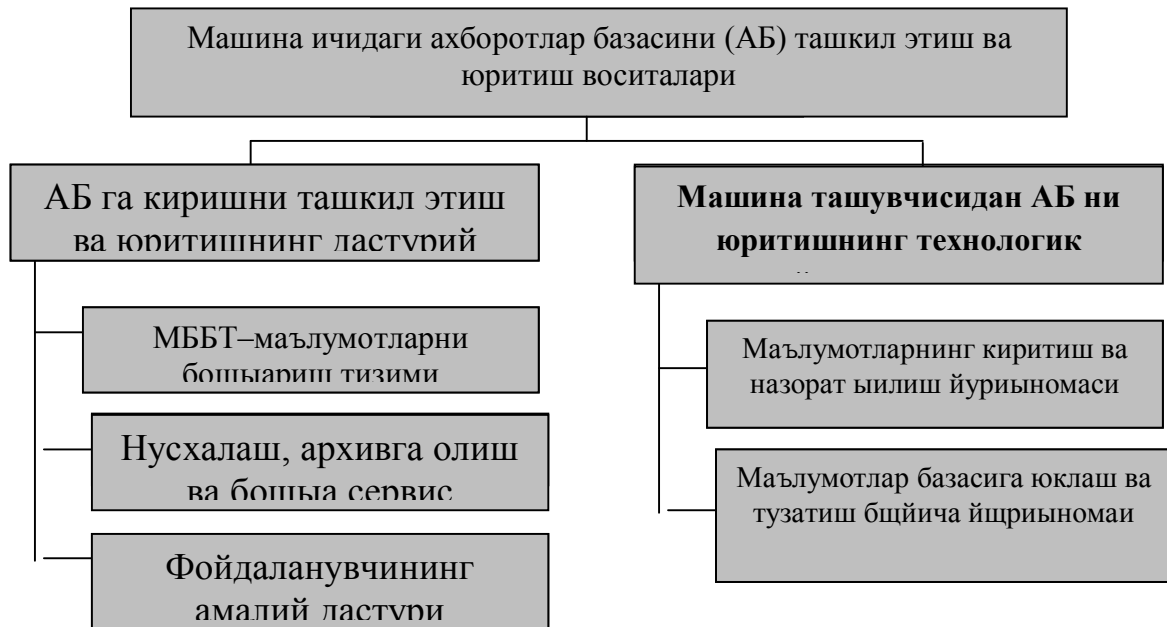 Машина ичидаги ахборотлар базасини (АБ) ташкил этиш ва
юритиш воситалари
АБ га киришни ташкил этиш
ва юритишнинг дастурий
МББТ–маълумотларни
бошыариш тизими
Нусхалаш, архивга олиш
ва бошыа сервис
Фойдаланувчининг
амалий дастури
Машина ташувчисидан АБ ни
юритишнинг технологик
Маълумотларнинг киритиш ва
назорат ыилиш йуриыномаси
Маълумотлар базасига юклаш ва
тузатиш бщйича йщриыномаи